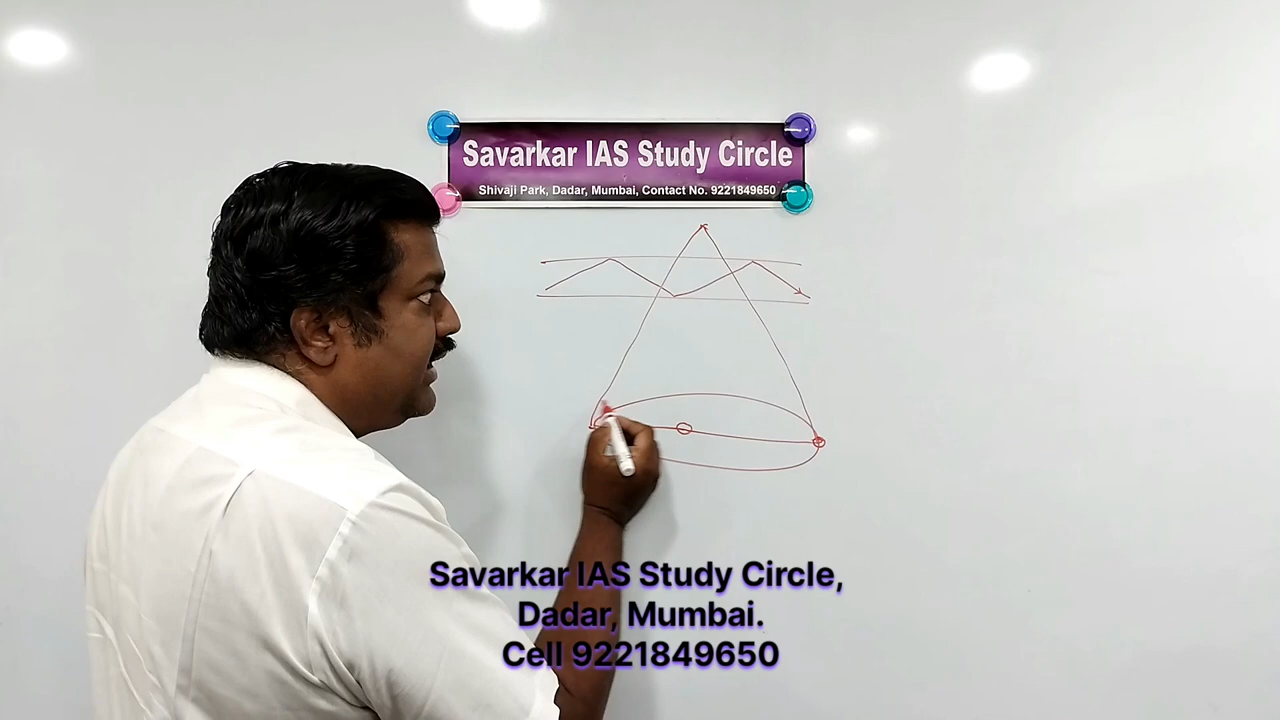 Savarkar IAS Study Circle
Shivaji Park, Dadar, Mumbai, Contact No. 9221849650
Savarkar IAS Study Circle,
Dadar, Mumbai.
Cell 9221849650